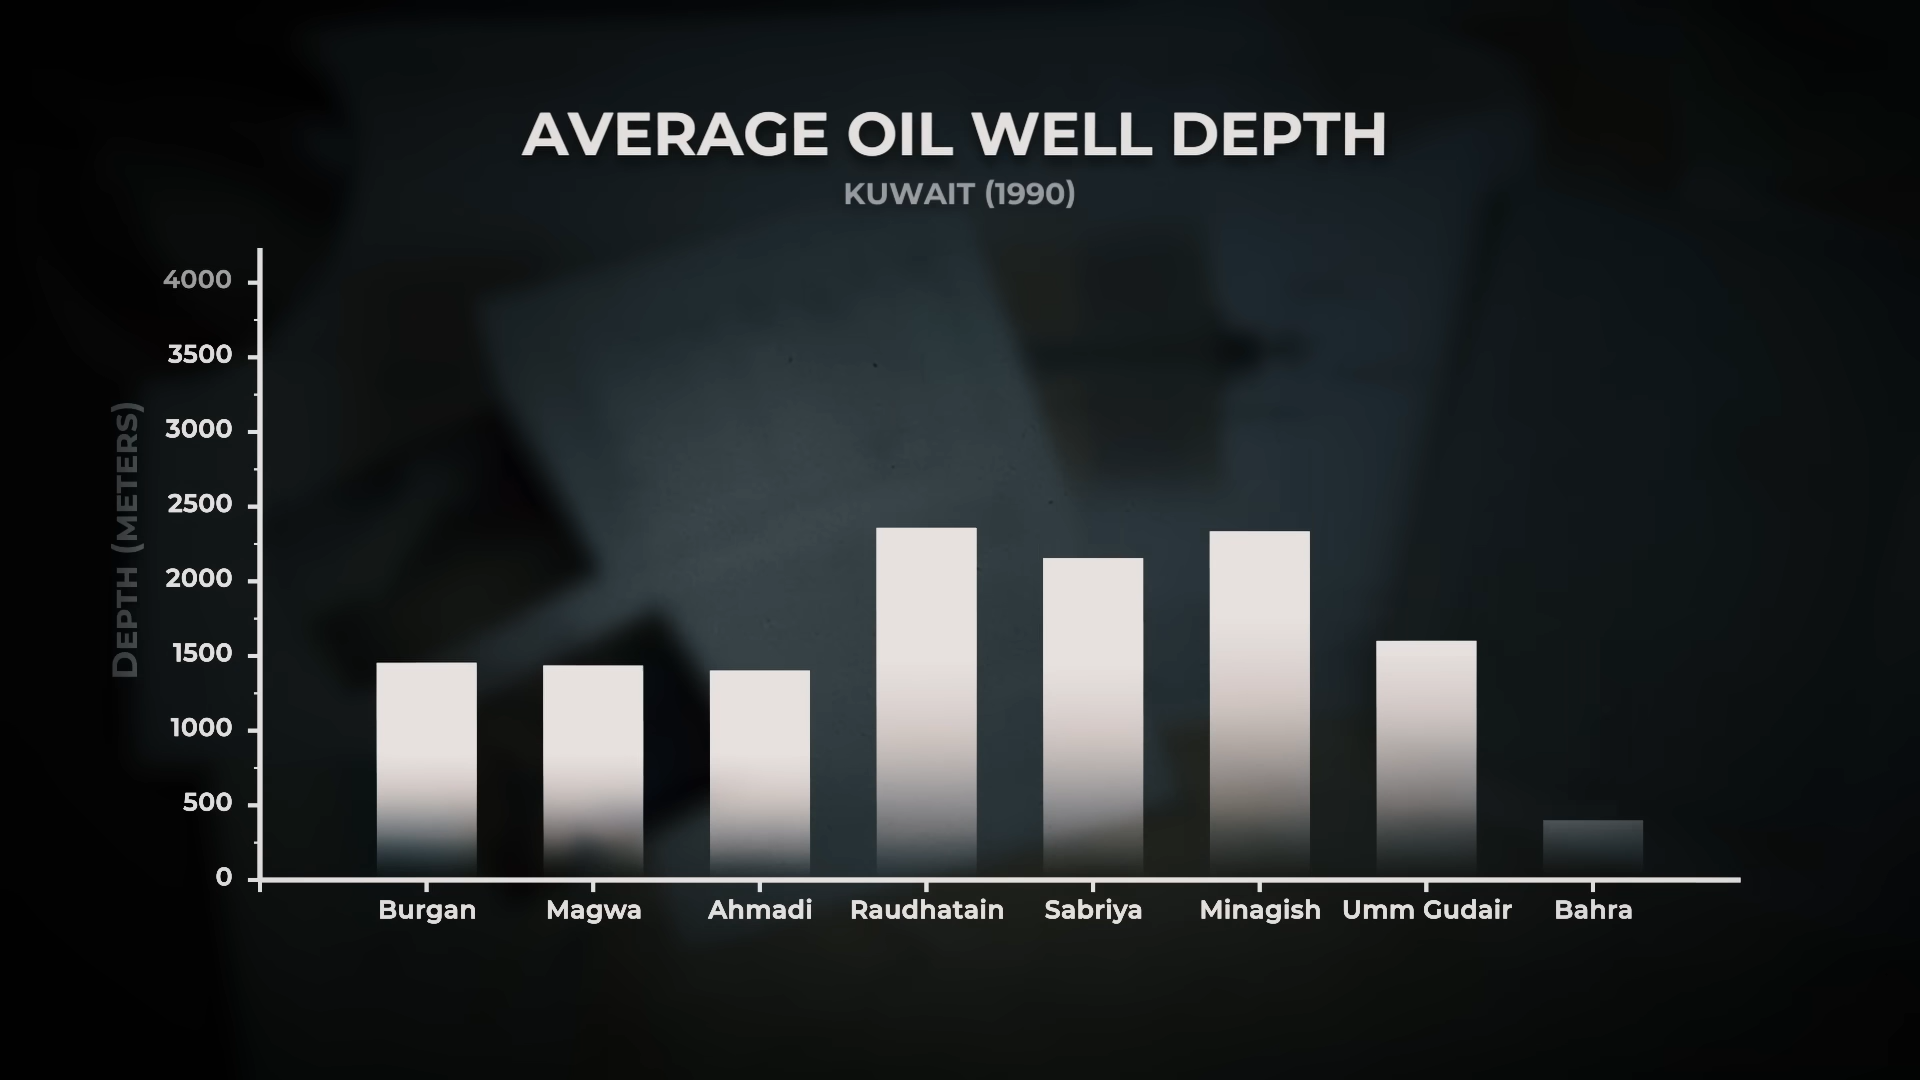 AVERAGE OIL WELL DEPTH
KUWAIT (1990)
DEPTH (METERS)
4000
3500
3000
2500
2000
1500
1000
500
0
Burgan
Magwa
Ahmadi
Raudhatain
Sabriya
Minagish
Umm Gudair
Bahra